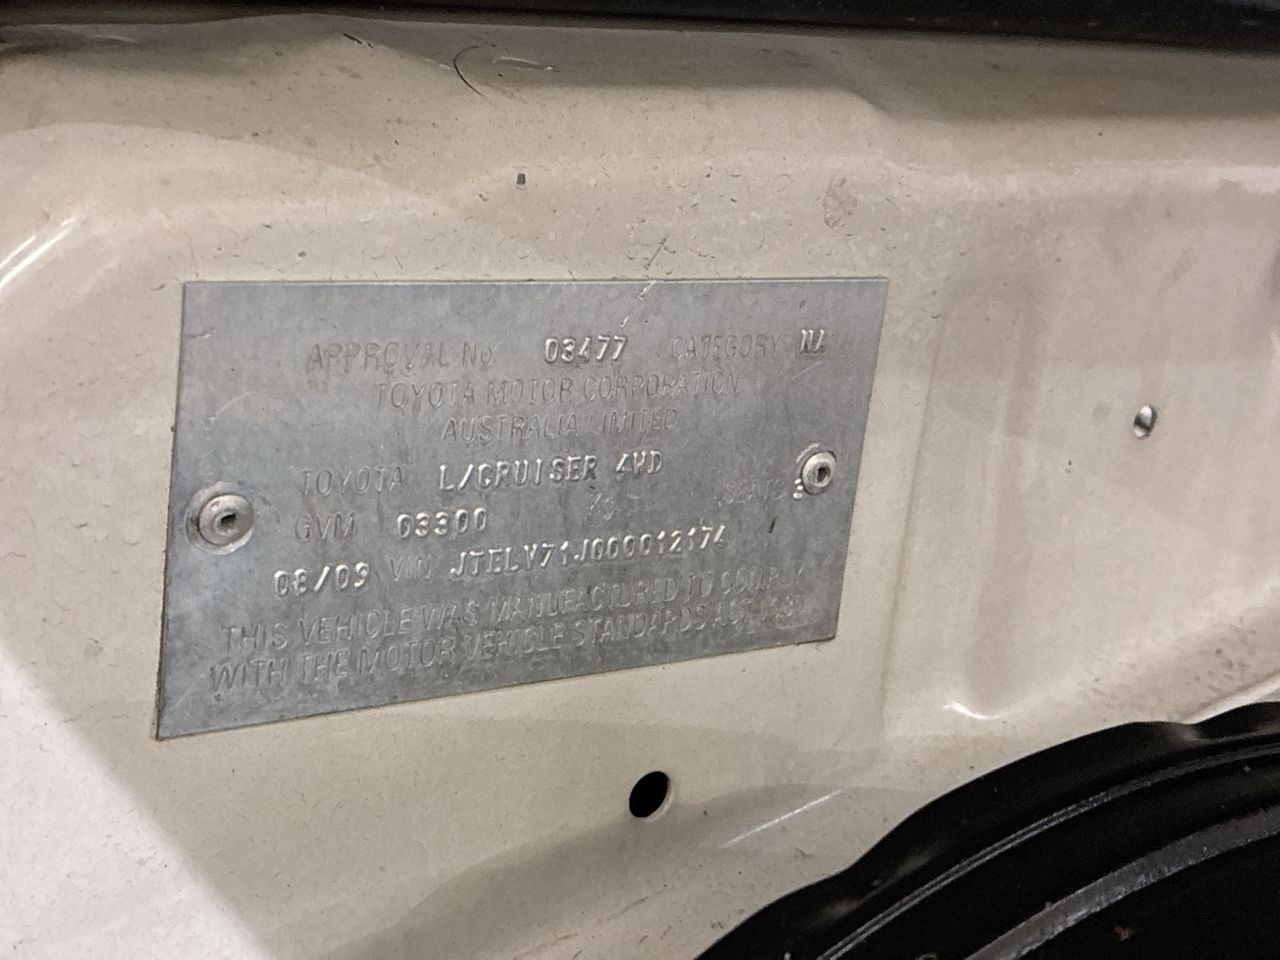 APPROVAL No 03477 CATEGORY NA
TOYOTA MOTOR CORPORATION
AUSTRALIA LIMITED
TOYOTA L/CRUISER 4WD
GVM 03300 Kg SEATS
08/09 VIN JTELV71J000012174
THIS VEHICLE WAS MANUFACTURED TO COMPLY
WITH THE MOTOR VEHICLE STANDARDS ACT 1989